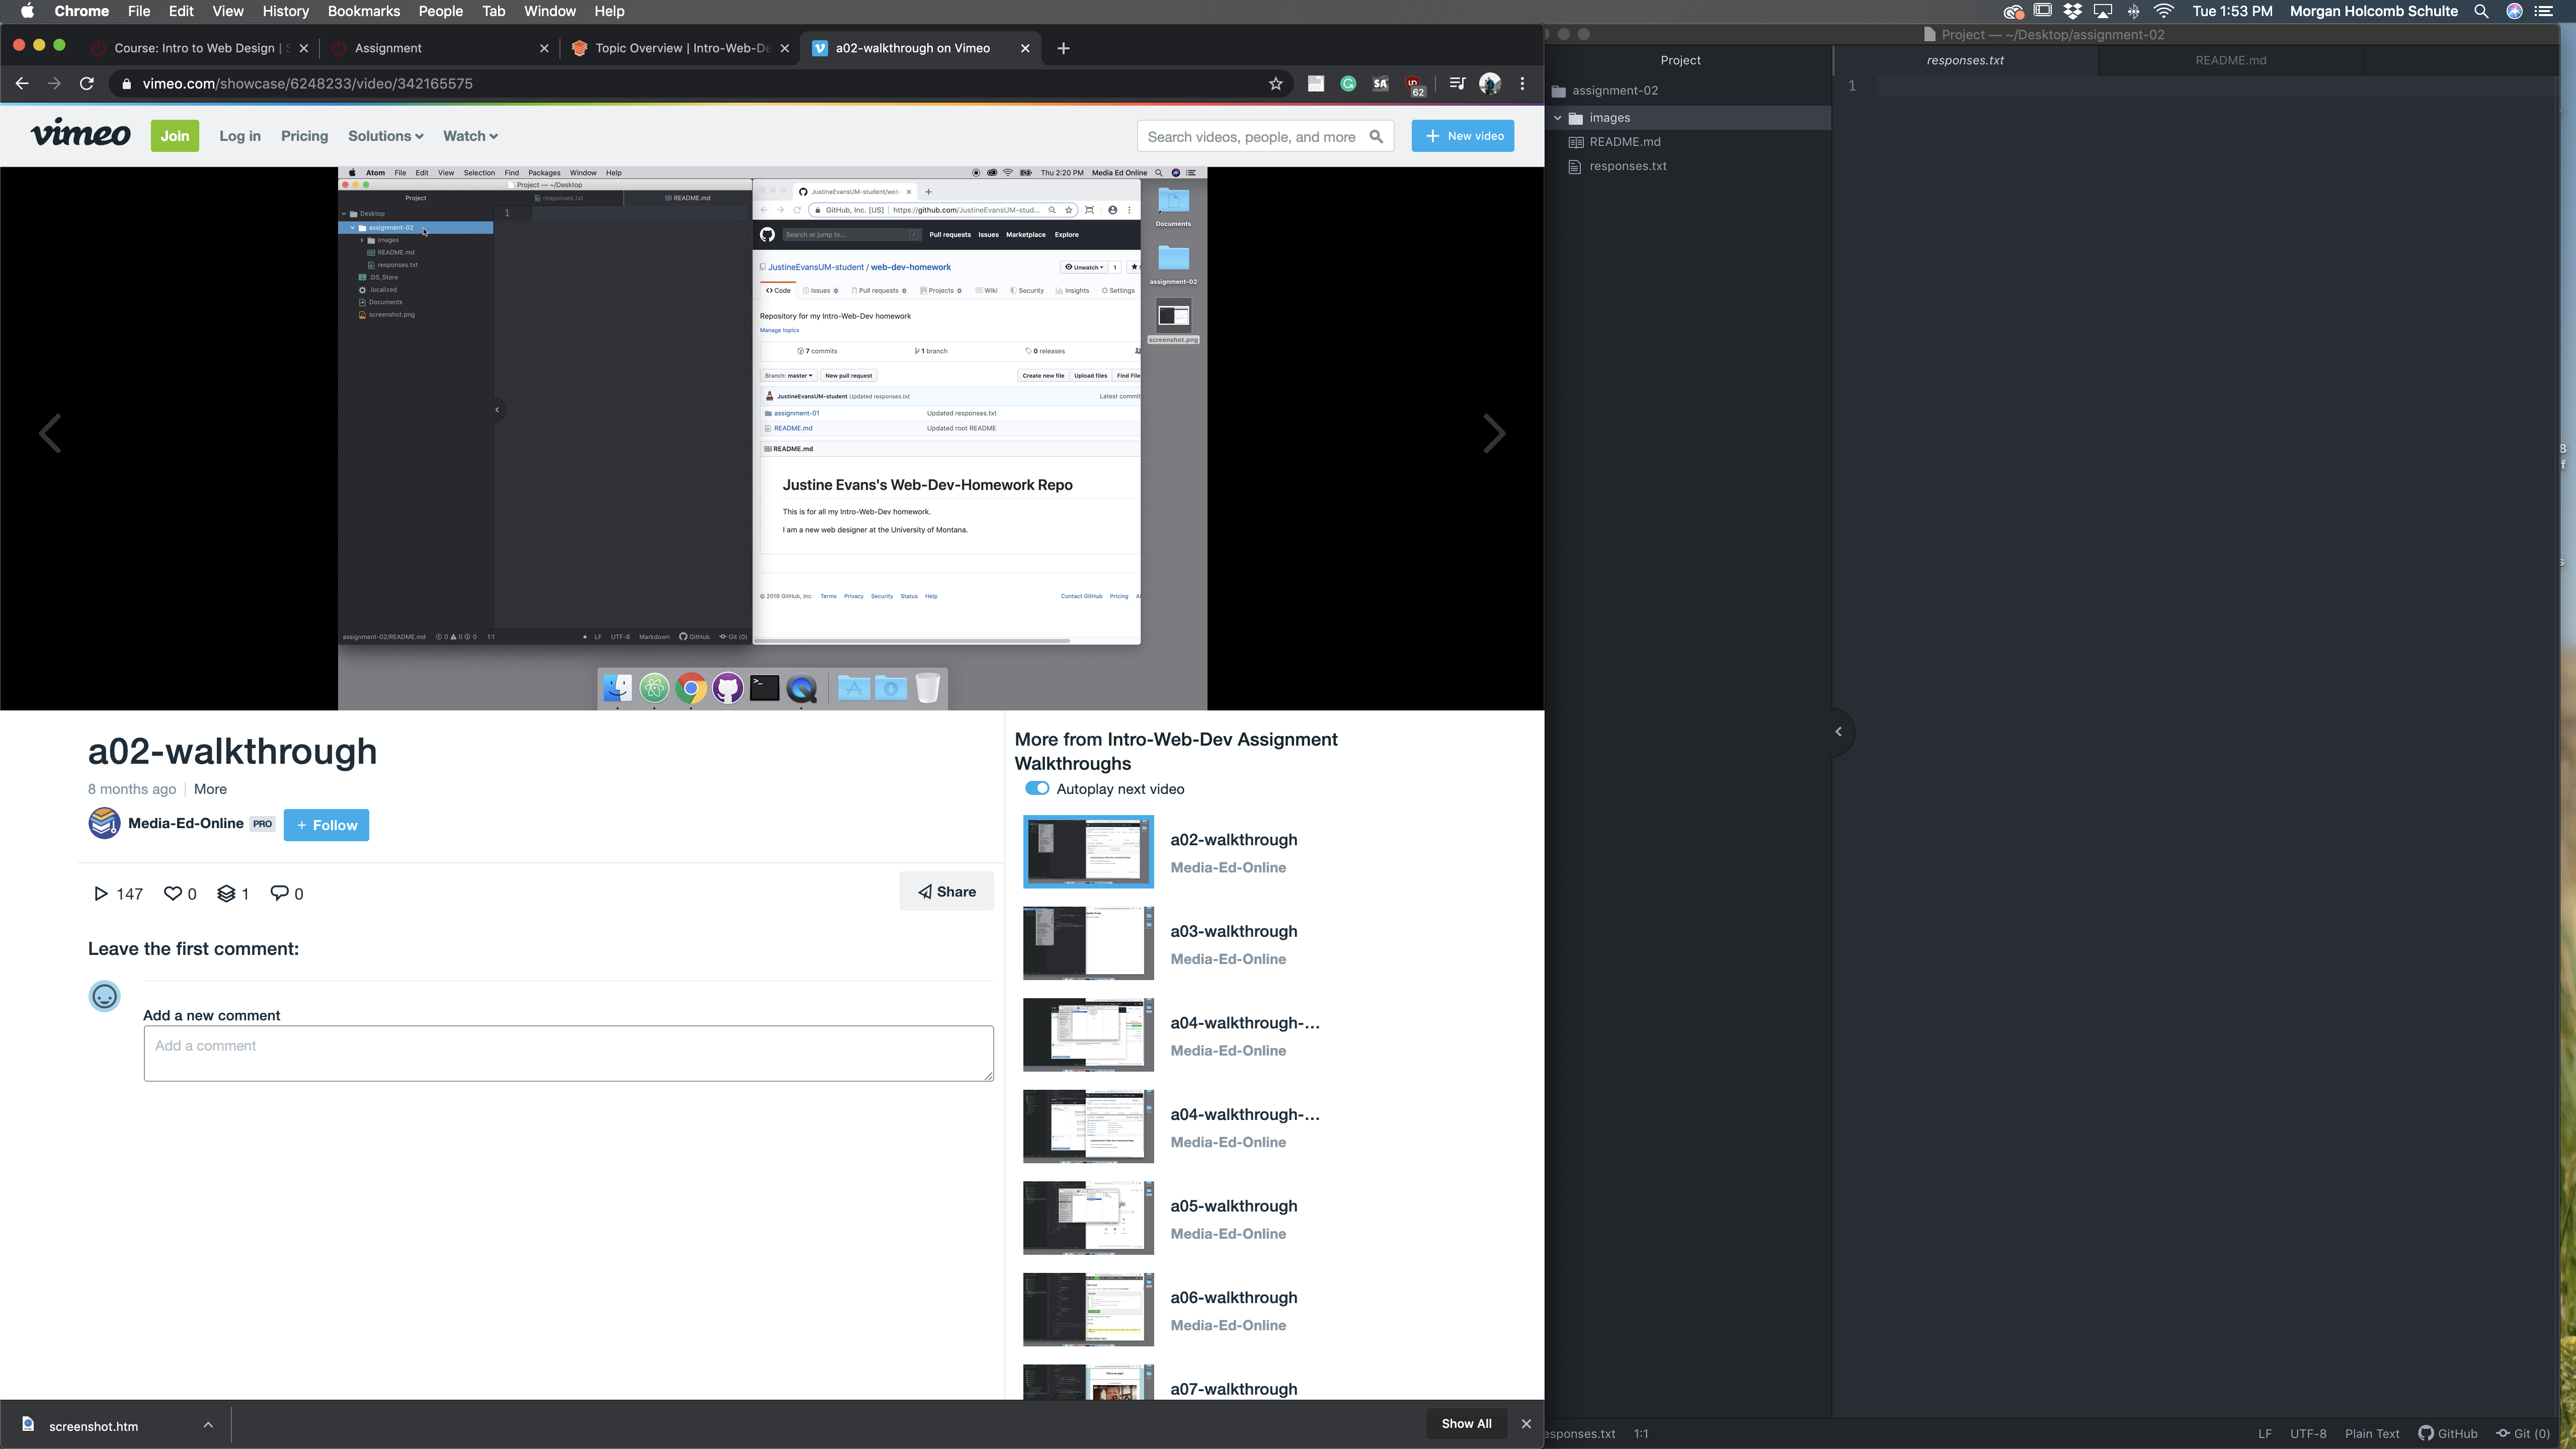 Chrome File Edit View History Bookmarks People Tab Window Help
Tue 1:53 PM Morgan Holcomb Schulte
Course: Intro to Web Design |
Assignment
Topic Overview | Intro-Web-De
a02-walkthrough on Vimeo
vimeo.com/showcase/6248233/video/342165575
62
vimeo
Join
Log in
Pricing
Solutions
Watch
Search videos, people, and more
New video
Atom File Edit View Selection Find Packages Window Help
Thu 2:20 PM Media Ed Online
Project — ~/Desktop
Project
responses.txt
README.md
1
Desktop
assignment-02
images
README.md
responses.txt
.DS_Store
.localized
Documents
screenshot.png
assignment-02/README.md 0 0 0 1:1
LF UTF-8 Markdown GitHub Git (0)
JustineEvansUM-student/web-
GitHub, Inc. [US] | https://github.com/JustineEvansUM-stud...
Search or jump to...
Pull requests Issues Marketplace Explore
JustineEvansUM-student / web-dev-homework
Unwatch 1
Code Issues 0 Pull requests 0 Projects 0 Wiki Security Insights Settings
Repository for my Intro-Web-Dev homework
Manage topics
7 commits 1 branch 0 releases
Branch: master New pull request
Create new file Upload files Find File
JustineEvansUM-student Updated responses.txt
Latest commit
assignment-01 Updated responses.txt
README.md Updated root README
README.md
Justine Evans's Web-Dev-Homework Repo
This is for all my Intro-Web-Dev homework.
I am a new web designer at the University of Montana.
© 2019 GitHub, Inc. Terms Privacy Security Status Help
Contact GitHub Pricing
Documents
assignment-02
screenshot.png
a02-walkthrough
8 months ago | More
Media-Ed-Online PRO
+ Follow
147 0 1 0
Share
Leave the first comment:
Add a new comment
Add a comment
More from Intro-Web-Dev Assignment
Walkthroughs
Autoplay next video
a02-walkthrough
Media-Ed-Online
a03-walkthrough
Media-Ed-Online
a04-walkthrough-...
Media-Ed-Online
a04-walkthrough-...
Media-Ed-Online
a05-walkthrough
Media-Ed-Online
a06-walkthrough
Media-Ed-Online
a07-walkthrough
screenshot.htm
Show All
Project — ~/Desktop/assignment-02
Project
responses.txt
README.md
assignment-02
images
README.md
responses.txt
1
esponses.txt 1:1
LF UTF-8 Plain Text GitHub Git (0)